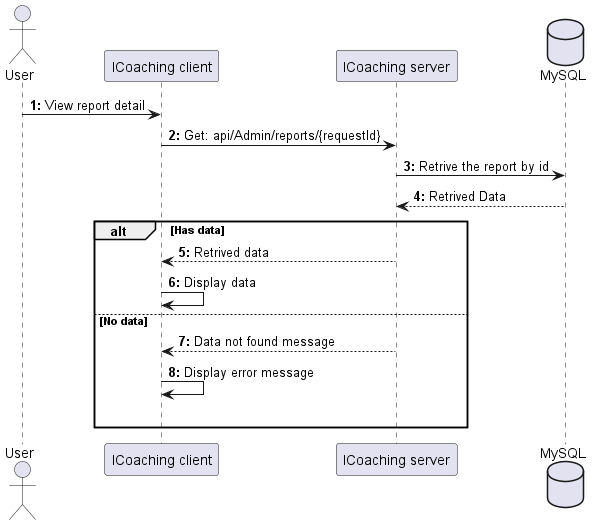 User
ICoaching client
ICoaching server
MySQL
1: View report detail
2: Get: api/Admin/reports/{requestId}
3: Retrive the report by id
4: Retrived Data
alt [Has data]
5: Retrived data
6: Display data
[No data]
7: Data not found message
8: Display error message
User
ICoaching client
ICoaching server
MySQL